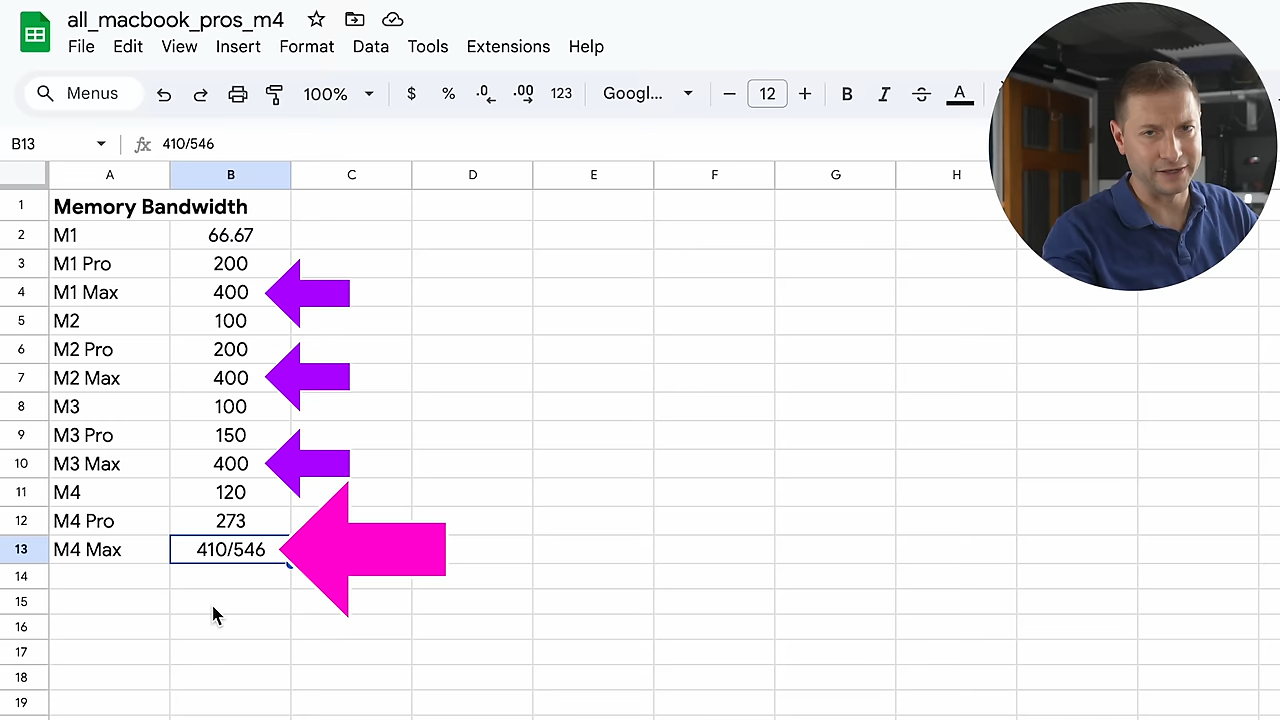 all_macbook_pros_m4
File Edit View Insert Format Data Tools Extensions Help
Menus 100% $ % .0 .00 123 Googl... 12 B I S A
B13 fx 410/546
A B C D E F G H
1 Memory Bandwidth
2 M1 66.67
3 M1 Pro 200
4 M1 Max 400
5 M2 100
6 M2 Pro 200
7 M2 Max 400
8 M3 100
9 M3 Pro 150
10 M3 Max 400
11 M4 120
12 M4 Pro 273
13 M4 Max 410/546
14
15
16
17
18
19